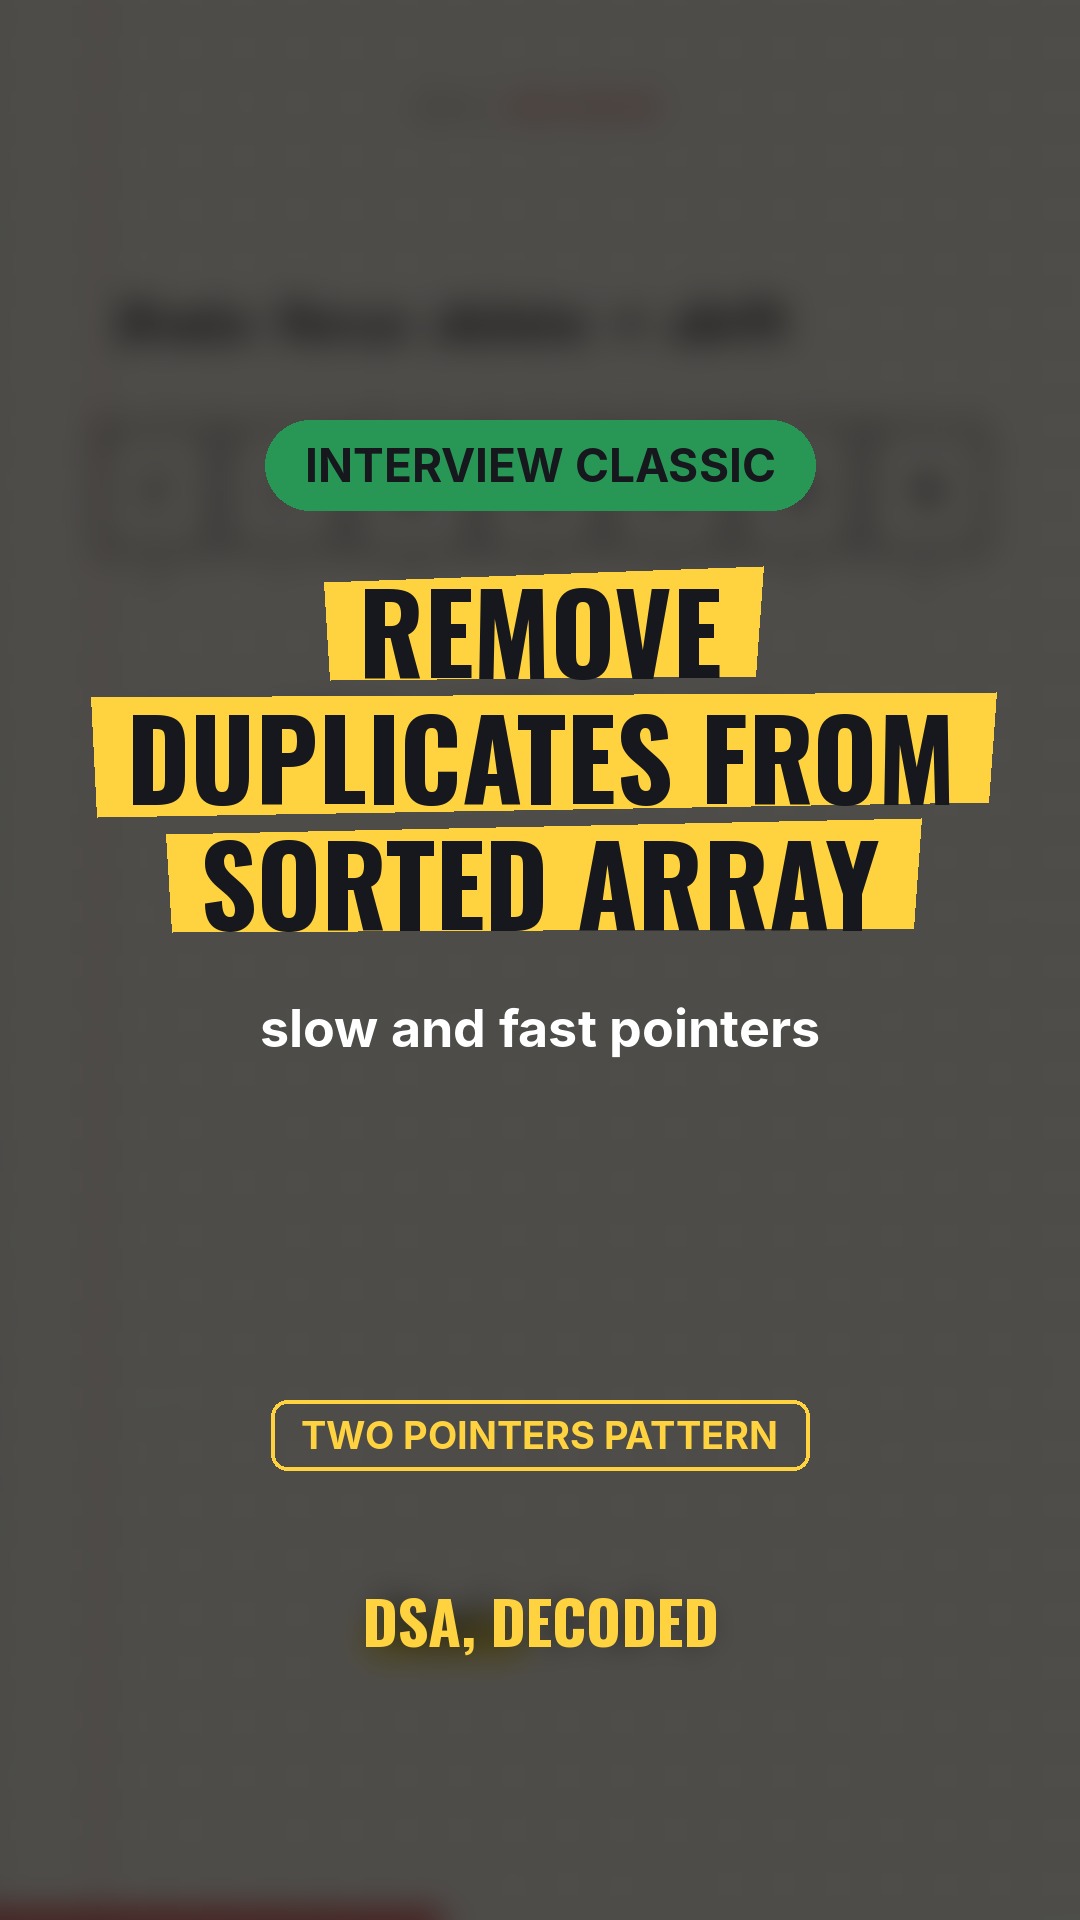 INTERVIEW CLASSIC
REMOVE
DUPLICATES FROM
SORTED ARRAY
slow and fast pointers
TWO POINTERS PATTERN
DSA, DECODED